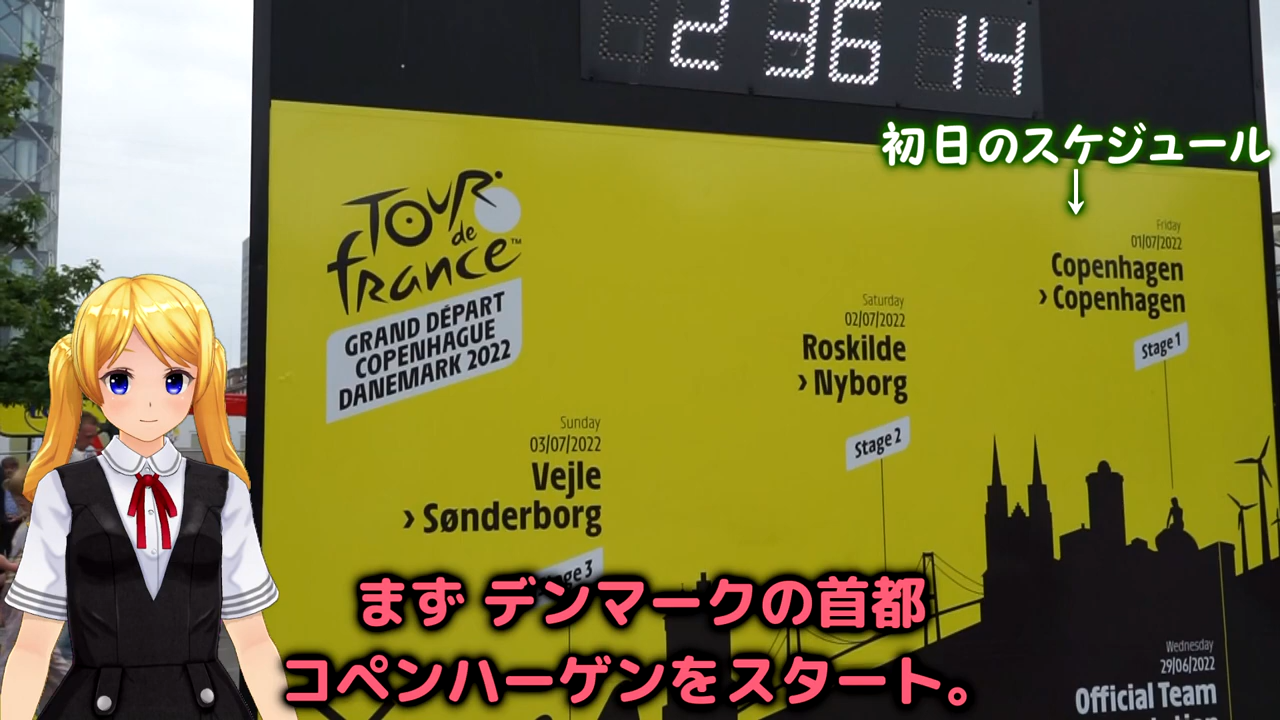 2 36 14
初日のスケジュール
↓
TOUR
de
france™
GRAND DÉPART
COPENHAGUE
DANEMARK 2022
Friday
01/07/2022
Copenhagen
› Copenhagen
Stage 1
Saturday
02/07/2022
Roskilde
› Nyborg
Stage 2
Sunday
03/07/2022
Vejle
› Sønderborg
3
Wednesday
29/06/2022
Official Team
まず デンマークの首都
コペンハーゲンをスタート。